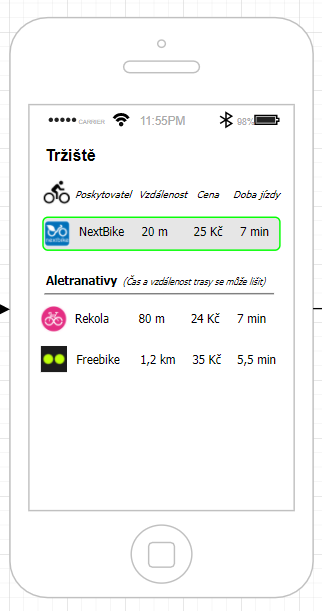 CARRIER 11:55PM 98%
Tržiště
Poskytovatel Vzdálenost Cena Doba jízdy
nextbike NextBike 20 m 25 Kč 7 min
Aletranativy (Čas a vzdálenost trasy se může lišit)
Rekola 80 m 24 Kč 7 min
Freebike 1,2 km 35 Kč 5,5 min